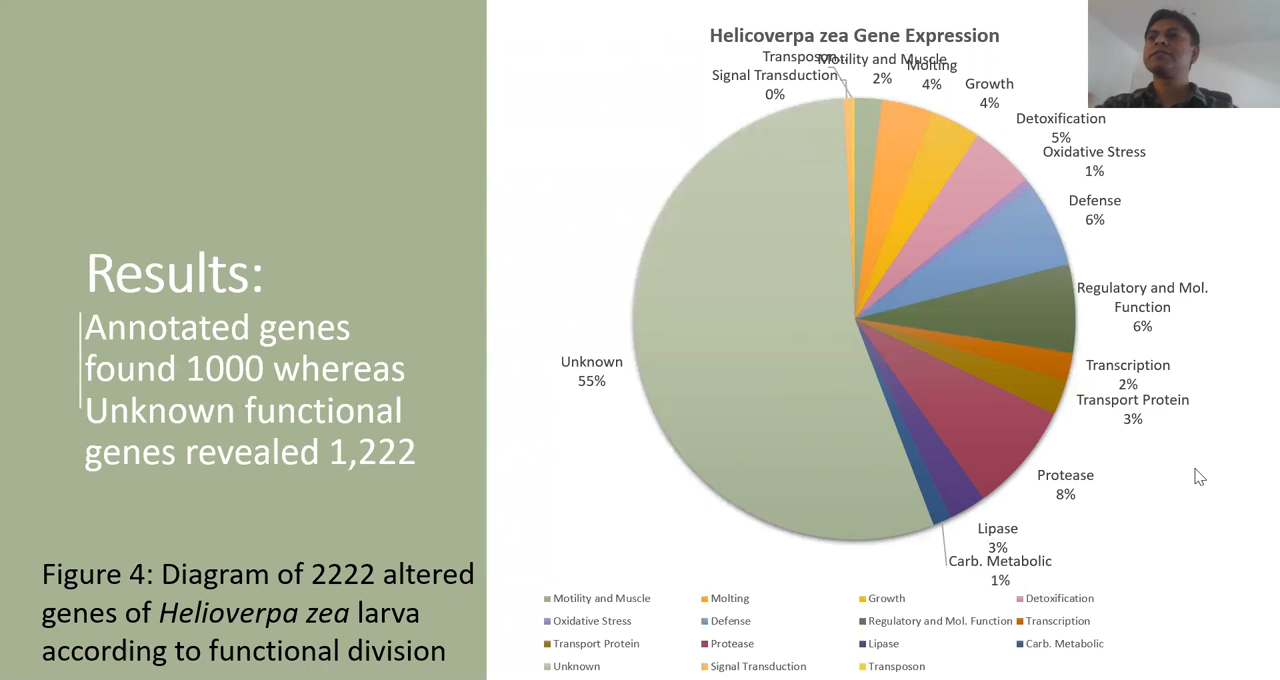 Results:
Annotated genes
found 1000 whereas
Unknown functional
genes revealed 1,222
Figure 4: Diagram of 2222 altered
genes of Helioverpa zea larva
according to functional division
Helicoverpa zea Gene Expression
Transposon...
Signal Transduction
0%
Motility and Muscle
2%
Molting
4%
Growth
4%
Detoxification
5%
Oxidative Stress
1%
Defense
6%
Regulatory and Mol.
Function
6%
Transcription
2%
Transport Protein
3%
Protease
8%
Lipase
3%
Carb. Metabolic
1%
Unknown
55%
Motility and Muscle Molting Growth Detoxification
Oxidative Stress Defense Regulatory and Mol. Function Transcription
Transport Protein Protease Lipase Carb. Metabolic
Unknown Signal Transduction Transposon